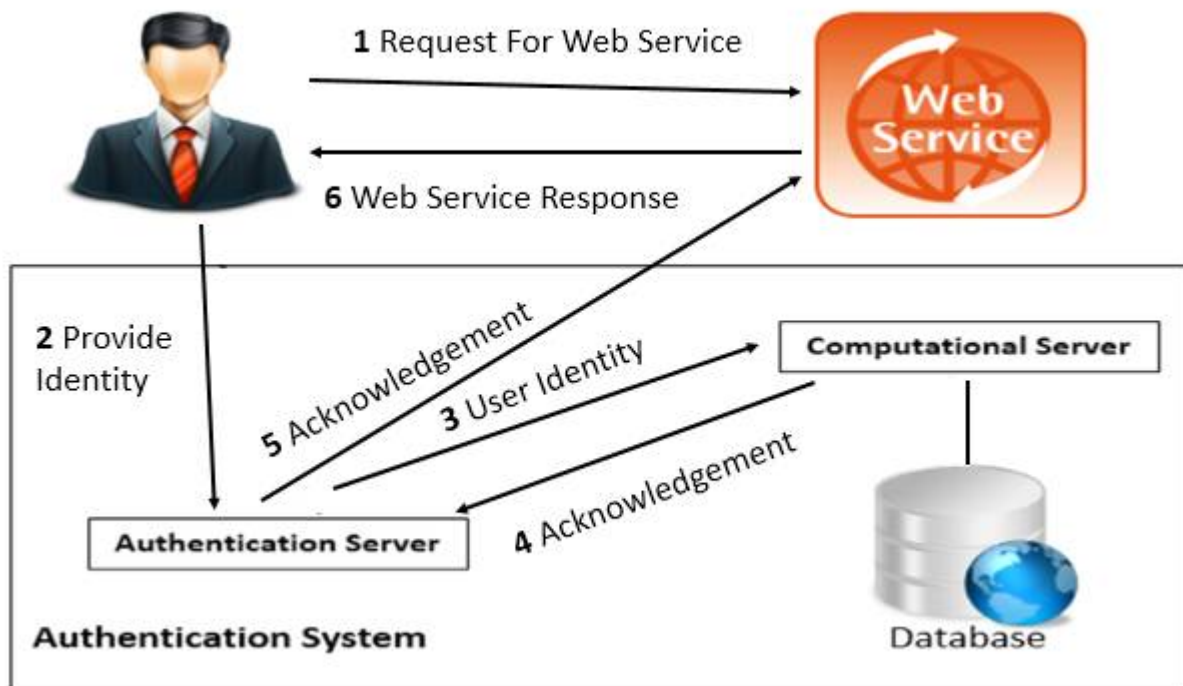 1 Request For Web Service
Web
Service
6 Web Service Response
2 Provide
Identity
5 Acknowledgement
3 User Identity
Computational Server
4 Acknowledgement
Authentication Server
Authentication System
Database